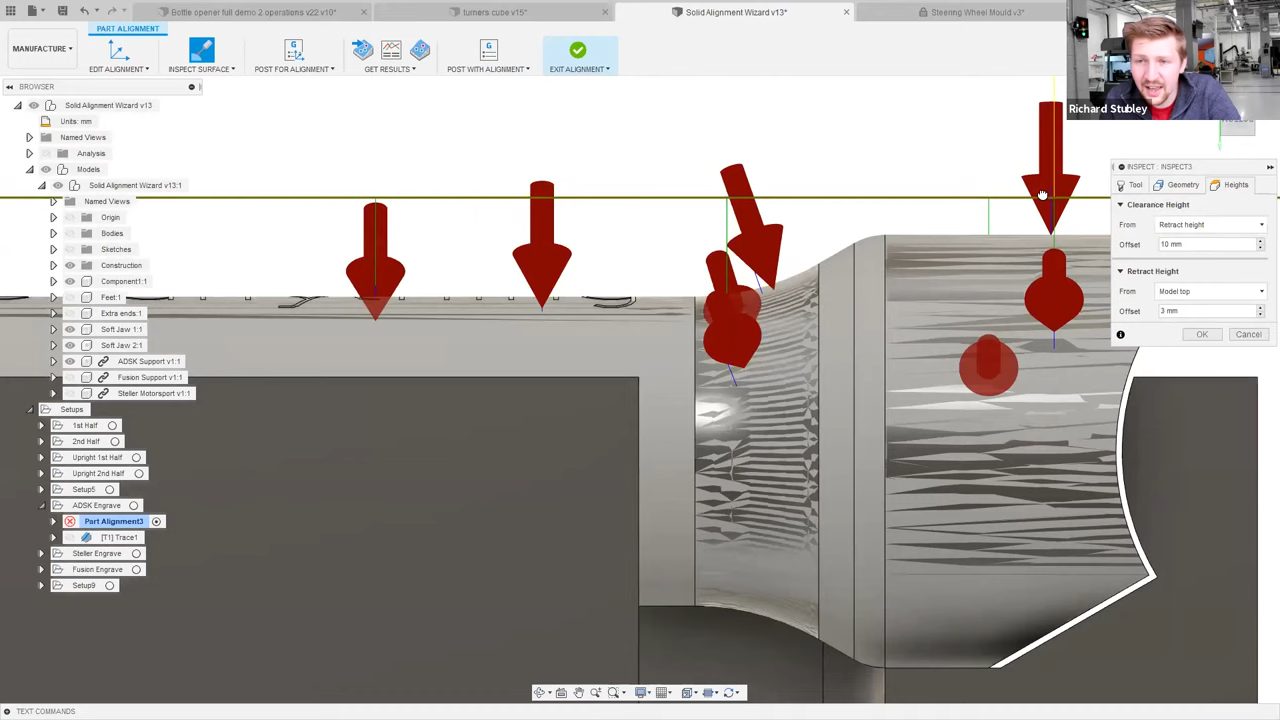 Bottle opener full demo 2 operations v22 v10*
turners cube v15*
Solid Alignment Wizard v13*
Steering Wheel Mould v3*
PART ALIGNMENT
MANUFACTURE
EDIT ALIGNMENT
INSPECT SURFACE
POST FOR ALIGNMENT
GET RESULTS
POST WITH ALIGNMENT
EXIT ALIGNMENT
Richard Stubley
BROWSER
Solid Alignment Wizard v13
Units: mm
Named Views
Analysis
Models
Solid Alignment Wizard v13:1
Named Views
Origin
Bodies
Sketches
Construction
Component1:1
Feet:1
Extra ends:1
Soft Jaw 1:1
Soft Jaw 2:1
ADSK Support v1:1
Fusion Support v1:1
Steller Motorsport v1:1
Setups
1st Half
2nd Half
Upright 1st Half
Upright 2nd Half
Setup5
ADSK Engrave
Part Alignment3
[T1] Trace1
Steller Engrave
Fusion Engrave
Setup9
INSPECT : INSPECT3
Tool
Geometry
Heights
Clearance Height
From
Retract height
Offset
10 mm
Retract Height
From
Model top
Offset
3 mm
OK
Cancel
TEXT COMMANDS